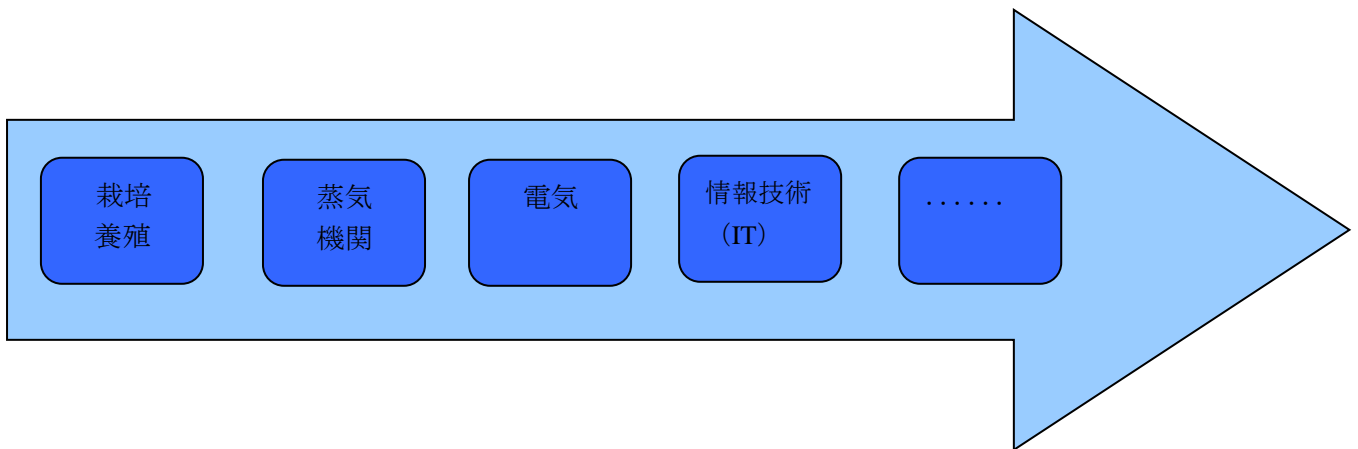 栽培
養殖
蒸気
機関
電気
情報技術
（IT）
......